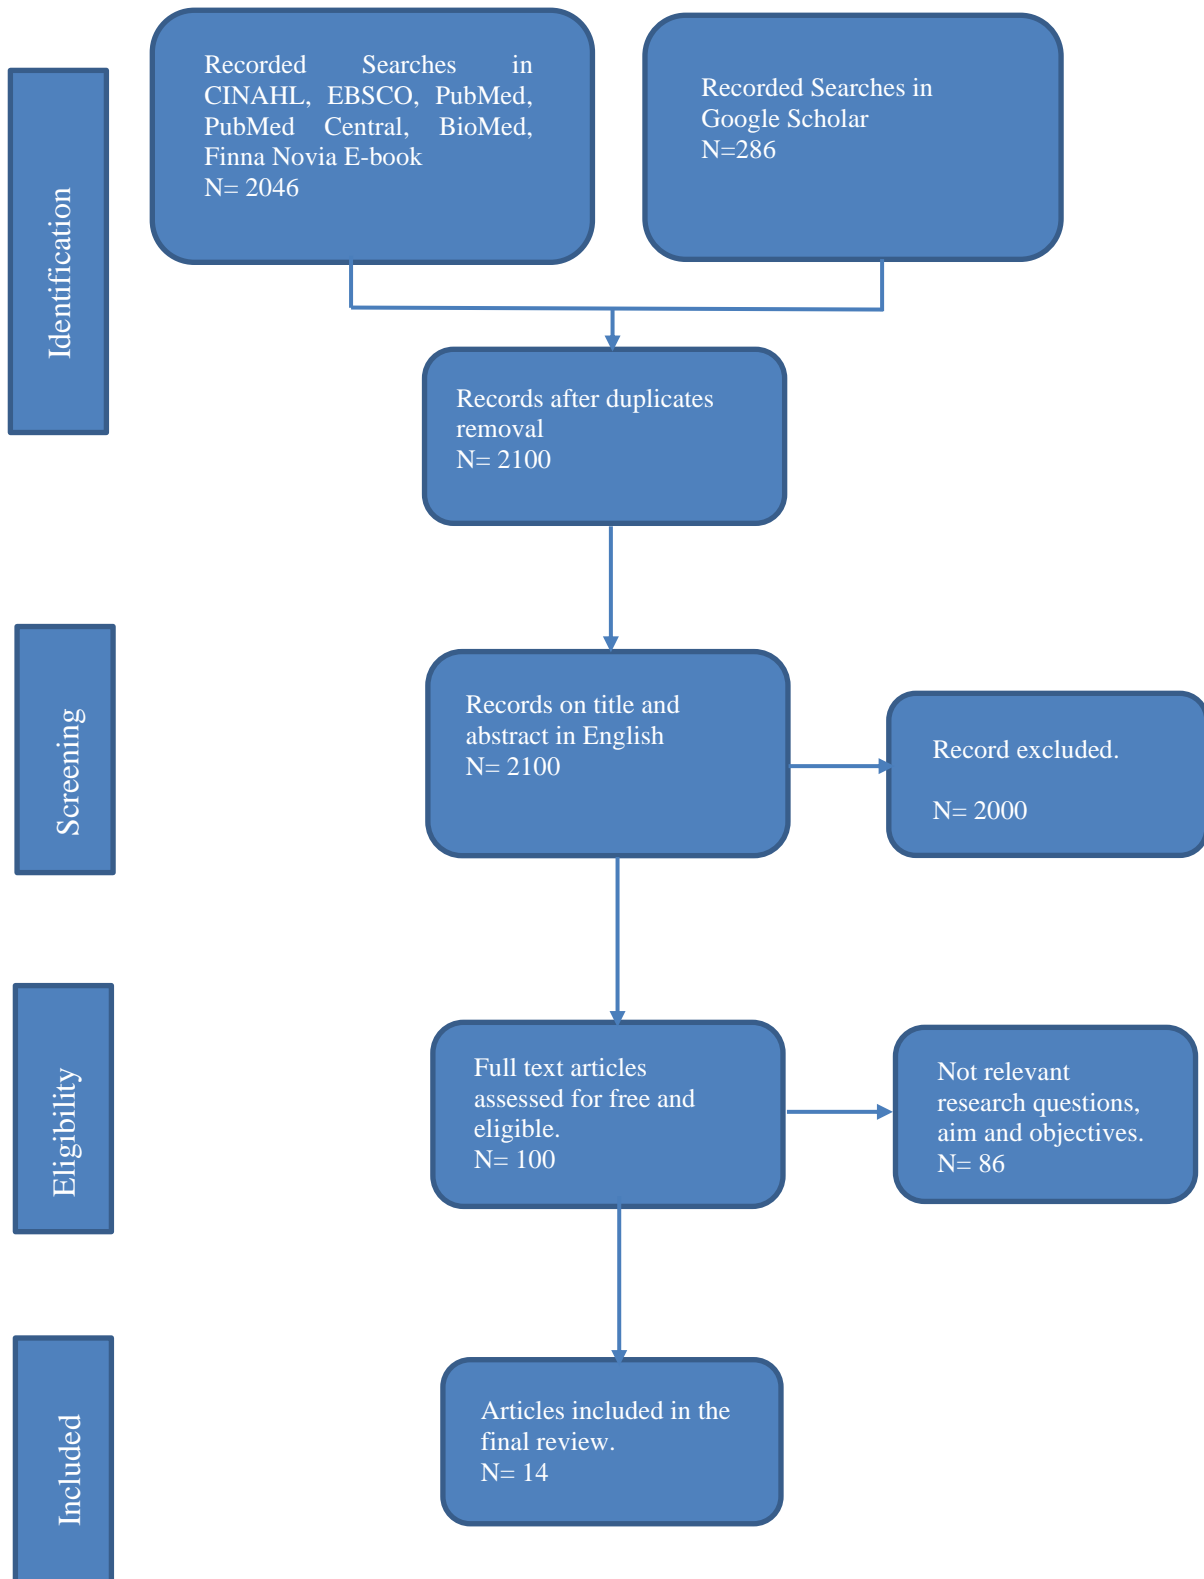 Identification
Recorded Searches in
CINAHL, EBSCO, PubMed,
PubMed Central, BioMed,
Finna Novia E-book
N= 2046
Recorded Searches in
Google Scholar
N=286
Records after duplicates
removal
N= 2100
Screening
Records on title and
abstract in English
N= 2100
Record excluded.
N= 2000
Eligibility
Full text articles
assessed for free and
eligible.
N= 100
Not relevant
research questions,
aim and objectives.
N= 86
Included
Articles included in the
final review.
N= 14